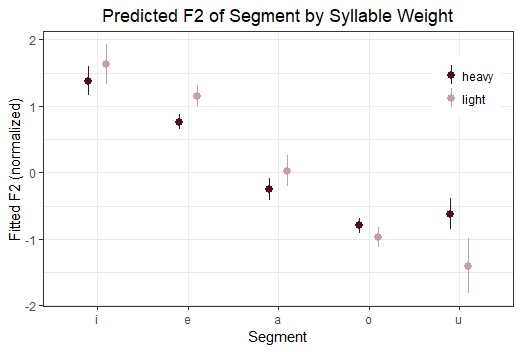 Predicted F2 of Segment by Syllable Weight
Fitted F2 (normalized)
2
1
0
-1
-2
heavy
light
i e a o u
Segment